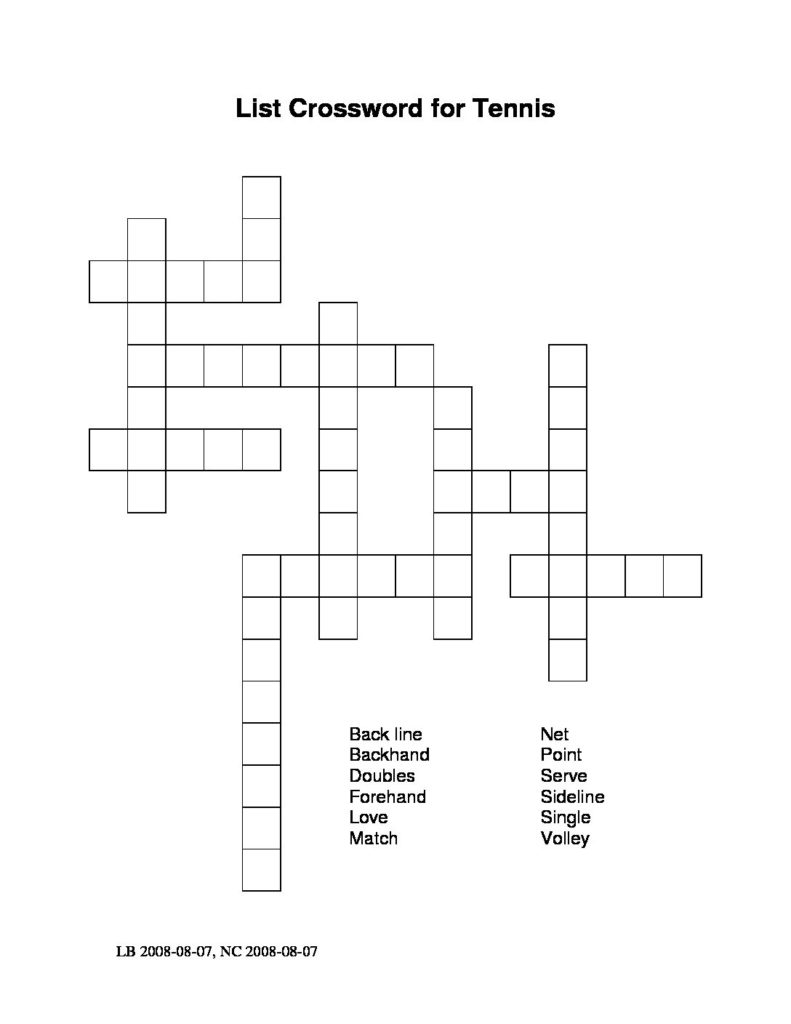 List Crossword for Tennis
Back line
Backhand
Doubles
Forehand
Love
Match
Net
Point
Serve
Sideline
Single
Volley
LB 2008-08-07, NC 2008-08-07